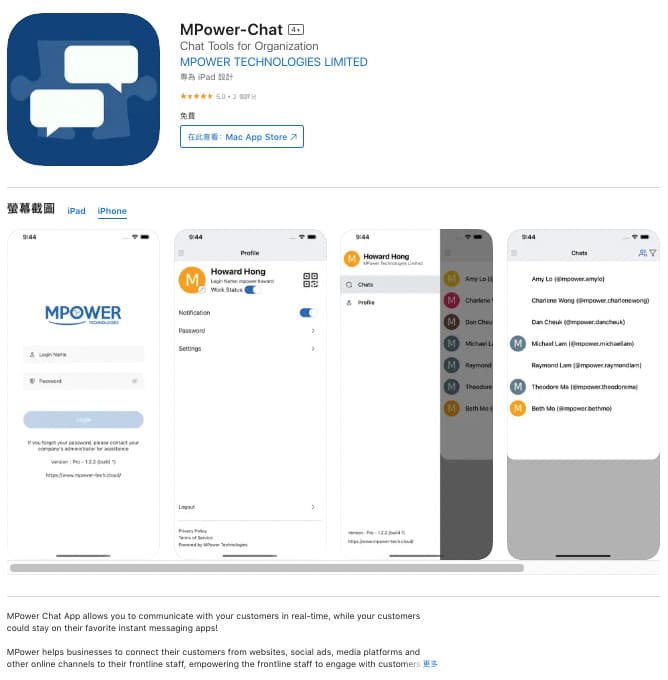 MPower-Chat 4+
Chat Tools for Organization
MPOWER TECHNOLOGIES LIMITED
專為 iPad 設計
★★★★★ 5.0 • 2
免費
在此查看：Mac App Store ↗
螢幕截圖 iPad iPhone
9:44
MPOWER
TECHNOLOGIES
Login Name
Password
Login
If you forgot your password, please contact your
company's administrator for assistance
Version : Pro - 1.2.2 (build 1)
https://www.mpower-tech.cloud/
9:44
Profile
M
Howard Hong
Login Name: mpower.howard
Work Status
Notification
Password
Settings
Logout
Privacy Policy
Terms of Service
Powered by MPower Technologies
9:44
M
Howard Hong
MPower Technologies Limited
Chats
Profile
M Amy Lo (@
M Charlene
M Dan Cheu
M Michael L
M Raymond
M Theodore
M Beth Mo (
Version : Pro - 1.2.2 (build 1)
https://www.mpower-tech.cloud/
9:44
Chats
Amy Lo (@mpower.amylo)
Charlene Wong (@mpower.charlenewong)
Dan Cheuk (@mpower.dancheuk)
M Michael Lam (@mpower.michaellam)
Raymond Lam (@mpower.raymondlam)
M Theodore Mo (@mpower.theodoremo)
M Beth Mo (@mpower.bethmo)
MPower Chat App allows you to communicate with your customers in real-time, while your customers
could stay on their favorite instant messaging apps!
MPower helps businesses to connect their customers from websites, social ads, media platforms and
other online channels to their frontline staff, empowering the frontline staff to engage with customers 更多